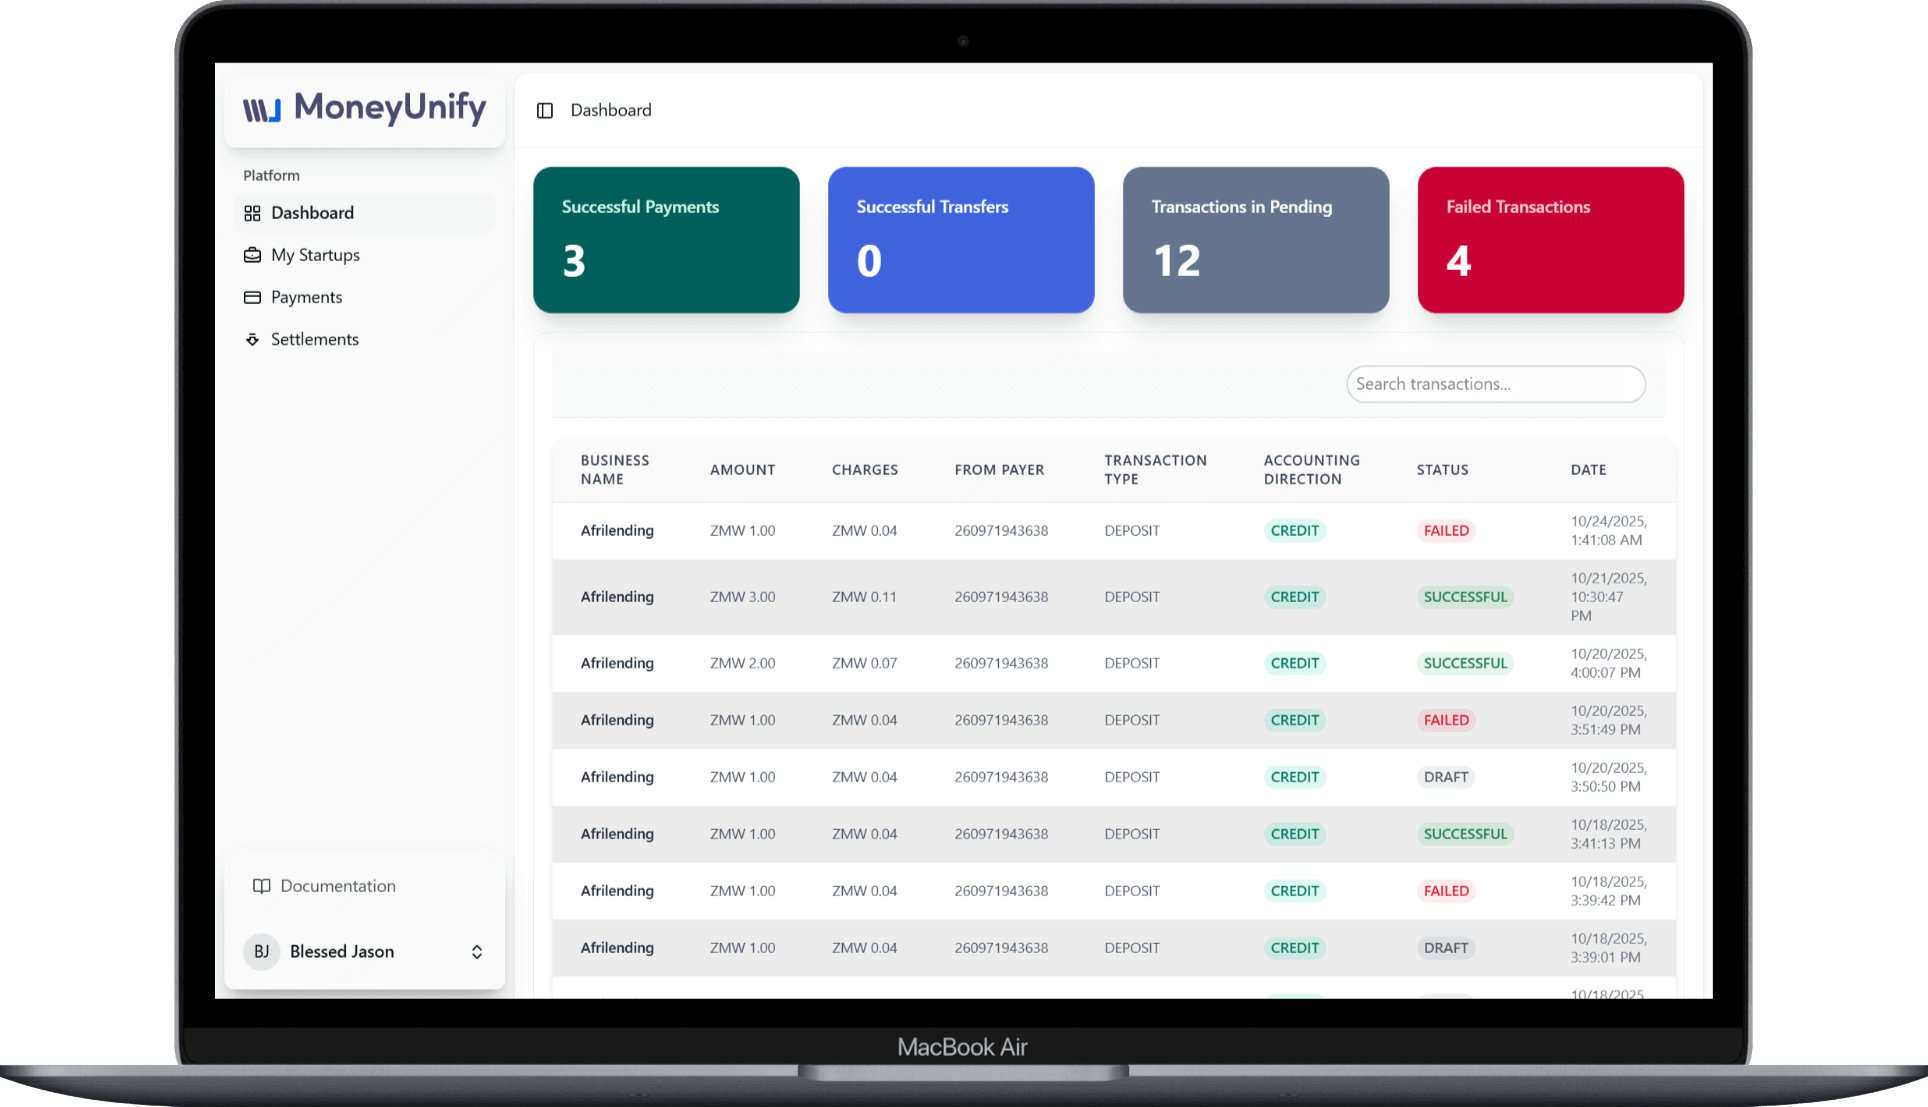 MoneyUnify
Dashboard
Platform
Dashboard
My Startups
Payments
Settlements
Documentation
BJ Blessed Jason
Successful Payments
3
Successful Transfers
0
Transactions in Pending
12
Failed Transactions
4
Search transactions...
BUSINESS NAME AMOUNT CHARGES FROM PAYER TRANSACTION TYPE ACCOUNTING DIRECTION STATUS DATE
Afrilending ZMW 1.00 ZMW 0.04 260971943638 DEPOSIT CREDIT FAILED 10/24/2025, 1:41:08 AM
Afrilending ZMW 3.00 ZMW 0.11 260971943638 DEPOSIT CREDIT SUCCESSFUL 10/21/2025, 10:30:47 PM
Afrilending ZMW 2.00 ZMW 0.07 260971943638 DEPOSIT CREDIT SUCCESSFUL 10/20/2025, 4:00:07 PM
Afrilending ZMW 1.00 ZMW 0.04 260971943638 DEPOSIT CREDIT FAILED 10/20/2025, 3:51:49 PM
Afrilending ZMW 1.00 ZMW 0.04 260971943638 DEPOSIT CREDIT DRAFT 10/20/2025, 3:50:50 PM
Afrilending ZMW 1.00 ZMW 0.04 260971943638 DEPOSIT CREDIT SUCCESSFUL 10/18/2025, 3:41:13 PM
Afrilending ZMW 1.00 ZMW 0.04 260971943638 DEPOSIT CREDIT FAILED 10/18/2025, 3:39:42 PM
Afrilending ZMW 1.00 ZMW 0.04 260971943638 DEPOSIT CREDIT DRAFT 10/18/2025, 3:39:01 PM
10/18/2025
MacBook Air